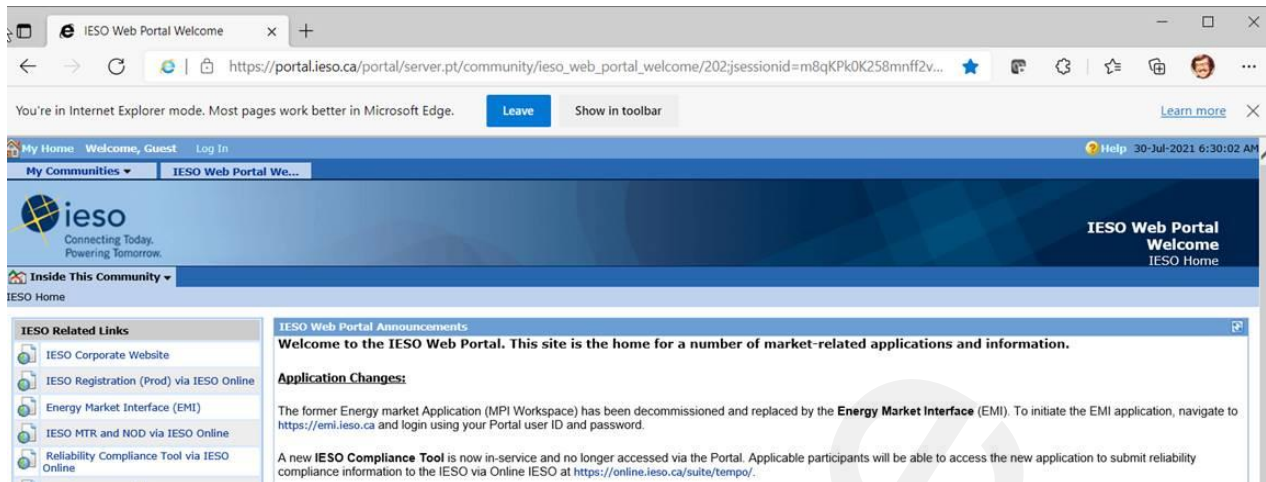 IESO Web Portal Welcome
https://portal.ieso.ca/portal/server.pt/community/ieso_web_portal_welcome/202;jsessionid=m8qKPk0K258mnff2v...
You're in Internet Explorer mode. Most pages work better in Microsoft Edge. Leave Show in toolbar Learn more
My Home Welcome, Guest Log In Help 30-Jul-2021 6:30:02 AM
My Communities IESO Web Portal We...
ieso
Connecting Today.
Powering Tomorrow.
IESO Web Portal
Welcome
IESO Home
Inside This Community
IESO Home
IESO Related Links
IESO Corporate Website
IESO Registration (Prod) via IESO Online
Energy Market Interface (EMI)
IESO MTR and NOD via IESO Online
Reliability Compliance Tool via IESO
Online
IESO Web Portal Announcements
Welcome to the IESO Web Portal. This site is the home for a number of market-related applications and information.
Application Changes:
The former Energy market Application (MPI Workspace) has been decommissioned and replaced by the Energy Market Interface (EMI). To initiate the EMI application, navigate to
https://emi.ieso.ca and login using your Portal user ID and password.
A new IESO Compliance Tool is now in-service and no longer accessed via the Portal. Applicable participants will be able to access the new application to submit reliability
compliance information to the IESO via Online IESO at https://online.ieso.ca/suite/tempo/.